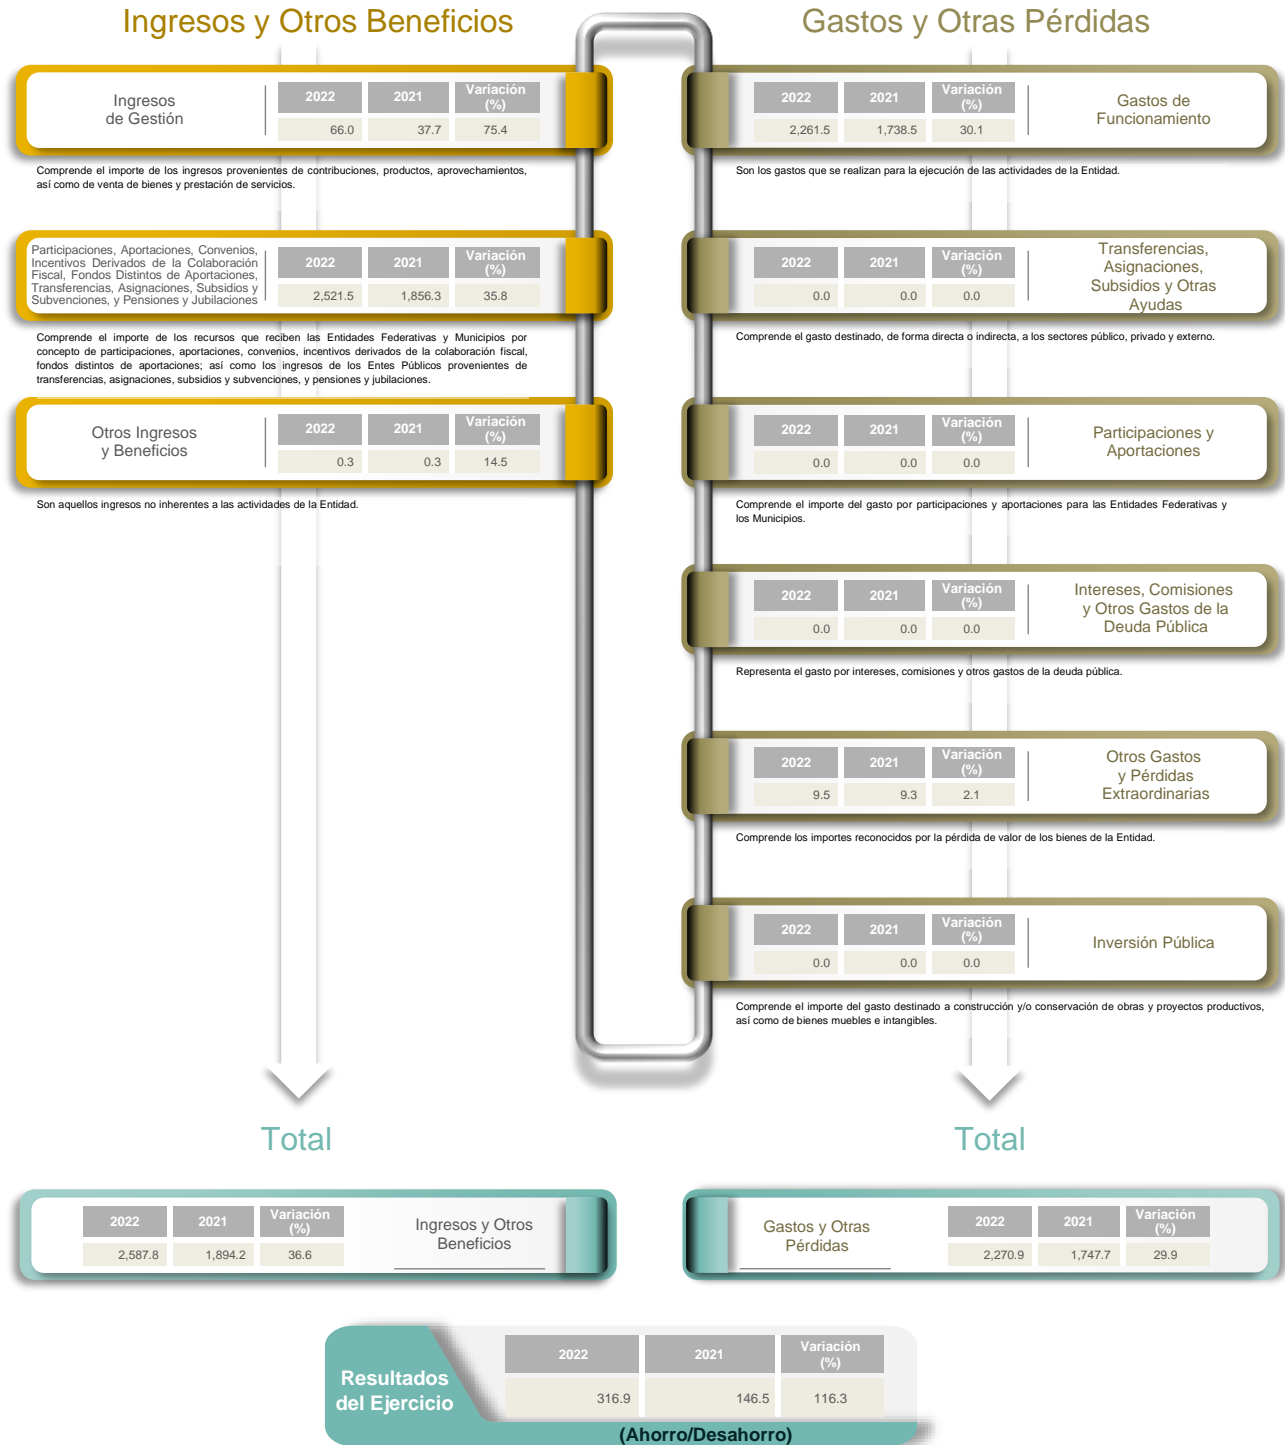 Ingresos y Otros Beneficios
Ingresos
de Gestión
2022 2021 Variación
(%)
66.0 37.7 75.4
Comprende el importe de los ingresos provenientes de contribuciones, productos, aprovechamientos,
así como de venta de bienes y prestación de servicios.
Participaciones, Aportaciones, Convenios,
Incentivos Derivados de la Colaboración
Fiscal, Fondos Distintos de Aportaciones,
Transferencias, Asignaciones, Subsidios y
Subvenciones, y Pensiones y Jubilaciones
2022 2021 Variación
(%)
2,521.5 1,856.3 35.8
Comprende el importe de los recursos que reciben las Entidades Federativas y Municipios por
concepto de participaciones, aportaciones, convenios, incentivos derivados de la colaboración fiscal,
fondos distintos de aportaciones; así como los ingresos de los Entes Públicos provenientes de
transferencias, asignaciones, subsidios y subvenciones, y pensiones y jubilaciones.
Otros Ingresos
y Beneficios
2022 2021 Variación
(%)
0.3 0.3 14.5
Son aquellos ingresos no inherentes a las actividades de la Entidad.
Gastos y Otras Pérdidas
2022 2021 Variación
(%)
2,261.5 1,738.5 30.1
Gastos de
Funcionamiento
Son los gastos que se realizan para la ejecución de las actividades de la Entidad.
2022 2021 Variación
(%)
0.0 0.0 0.0
Transferencias,
Asignaciones,
Subsidios y Otras
Ayudas
Comprende el gasto destinado, de forma directa o indirecta, a los sectores público, privado y externo.
2022 2021 Variación
(%)
0.0 0.0 0.0
Participaciones y
Aportaciones
Comprende el importe del gasto por participaciones y aportaciones para las Entidades Federativas y
los Municipios.
2022 2021 Variación
(%)
0.0 0.0 0.0
Intereses, Comisiones
y Otros Gastos de la
Deuda Pública
Representa el gasto por intereses, comisiones y otros gastos de la deuda pública.
2022 2021 Variación
(%)
9.5 9.3 2.1
Otros Gastos
y Pérdidas
Extraordinarias
Comprende los importes reconocidos por la pérdida de valor de los bienes de la Entidad.
2022 2021 Variación
(%)
0.0 0.0 0.0
Inversión Pública
Comprende el importe del gasto destinado a construcción y/o conservación de obras y proyectos productivos,
así como de bienes muebles e intangibles.
Total
2022 2021 Variación
(%)
2,587.8 1,894.2 36.6
Ingresos y Otros
Beneficios
Total
Gastos y Otras
Pérdidas
2022 2021 Variación
(%)
2,270.9 1,747.7 29.9
Resultados
del Ejercicio
2022 2021 Variación
(%)
316.9 146.5 116.3
(Ahorro/Desahorro)